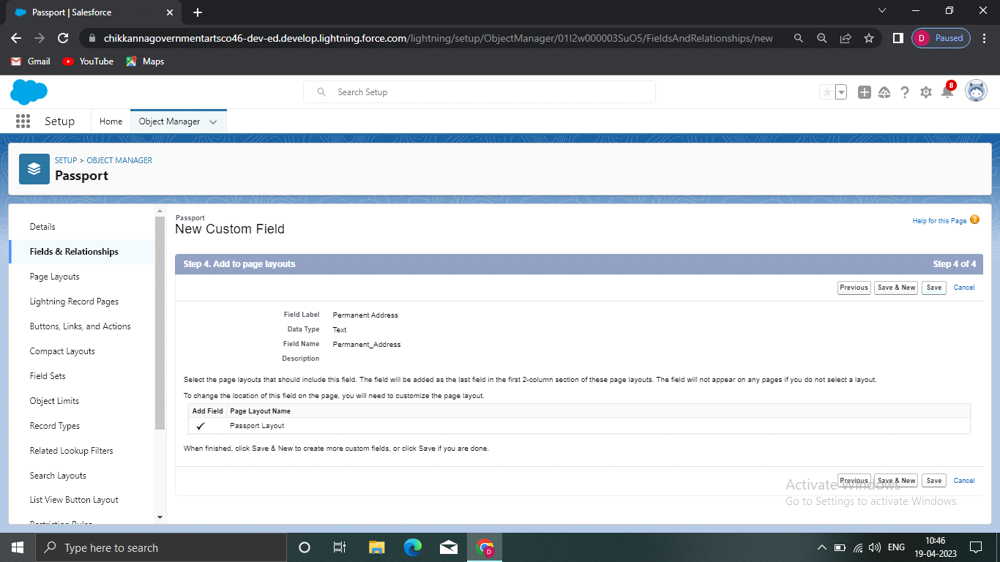 Passport | Salesforce
chikkannagovernmentartsco46-dev-ed.develop.lightning.force.com/lightning/setup/ObjectManager/01I2w000003SuO5/FieldsAndRelationships/new
D Paused
Gmail YouTube Maps
Search Setup
8
Setup Home Object Manager
SETUP > OBJECT MANAGER
Passport
Details
Fields & Relationships
Page Layouts
Lightning Record Pages
Buttons, Links, and Actions
Compact Layouts
Field Sets
Object Limits
Record Types
Related Lookup Filters
Search Layouts
List View Button Layout
Restriction Rules
Passport
New Custom Field
Help for this Page
Step 4. Add to page layouts Step 4 of 4
Previous Save & New Save Cancel
Field Label Permanent Address
Data Type Text
Field Name Permanent_Address
Description
Select the page layouts that should include this field. The field will be added as the last field in the first 2-column section of these page layouts. The field will not appear on any pages if you do not select a layout.
To change the location of this field on the page, you will need to customize the page layout.
Add Field Page Layout Name
Passport Layout
When finished, click Save & New to create more custom fields, or click Save if you are done.
Previous Save & New Save Cancel
Activate Windows
Go to Settings to activate Windows.
Type here to search
D
ENG
10:46
19-04-2023